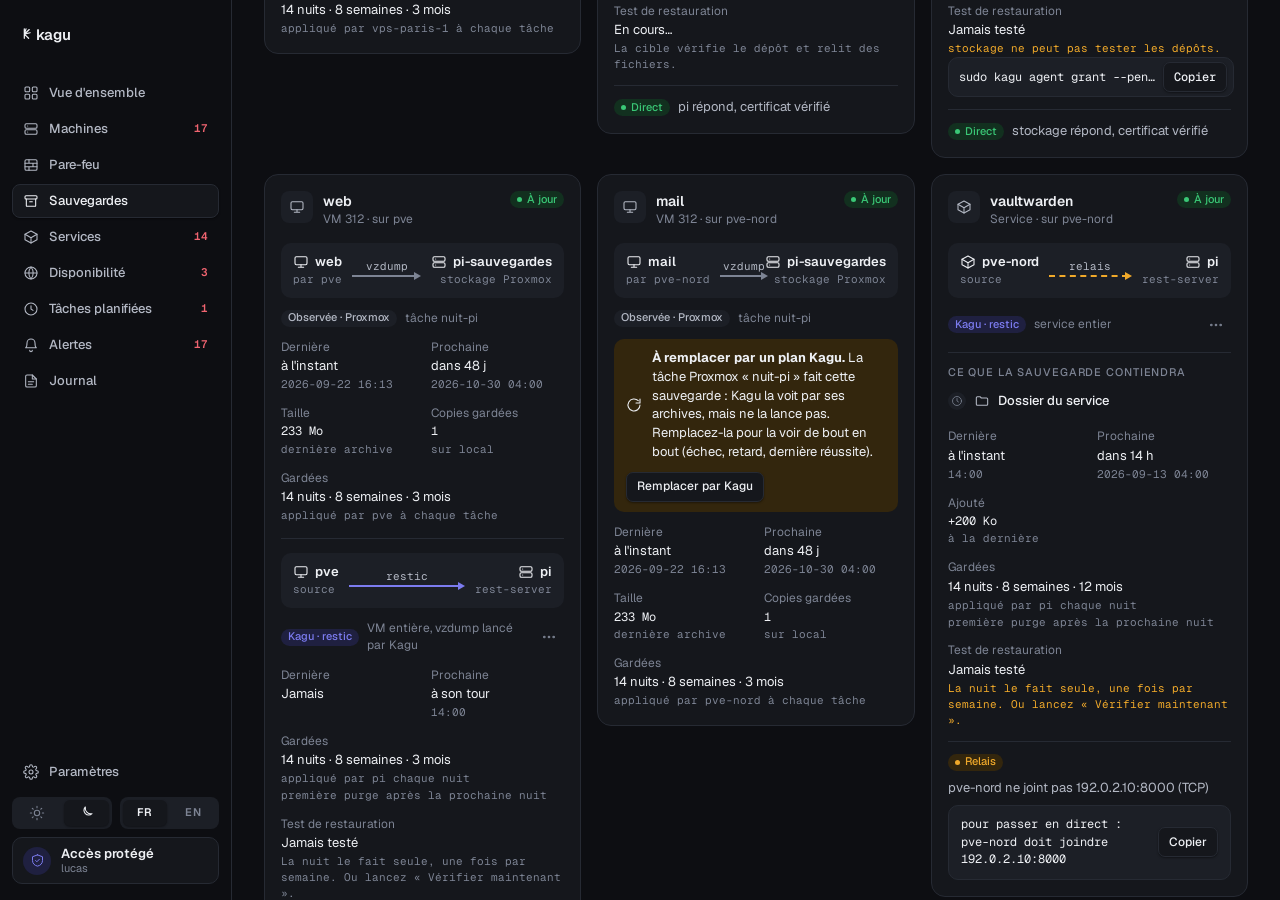 kagu
Vue d'ensemble
Machines 17
Pare-feu
Sauvegardes
Services 14
Disponibilité 3
Tâches planifiées 1
Alertes 17
Journal
Paramètres
FR EN
Accès protégé
lucas
14 nuits · 8 semaines · 3 mois
appliqué par vps-paris-1 à chaque tâche
Test de restauration
En cours…
La cible vérifie le dépôt et relit des
fichiers.
Direct pi répond, certificat vérifié
Test de restauration
Jamais testé
stockage ne peut pas tester les dépôts.
sudo kagu agent grant --pen… Copier
Direct stockage répond, certificat vérifié
web À jour
VM 312 · sur pve
web vzdump pi-sauvegardes
par pve stockage Proxmox
Observée · Proxmox tâche nuit-pi
Dernière Prochaine
à l'instant dans 48 j
2026-09-22 16:13 2026-10-30 04:00
Taille Copies gardées
233 Mo 1
dernière archive sur local
Gardées
14 nuits · 8 semaines · 3 mois
appliqué par pve à chaque tâche
pve restic pi
source rest-server
Kagu · restic VM entière, vzdump lancé
par Kagu
Dernière Prochaine
Jamais à son tour
14:00
Gardées
14 nuits · 8 semaines · 3 mois
appliqué par pi chaque nuit
première purge après la prochaine nuit
Test de restauration
Jamais testé
La nuit le fait seule, une fois par
semaine. Ou lancez « Vérifier maintenant
».
mail À jour
VM 312 · sur pve-nord
mail vzdump pi-sauvegardes
par pve-nord stockage Proxmox
Observée · Proxmox tâche nuit-pi
À remplacer par un plan Kagu. La
tâche Proxmox « nuit-pi » fait cette
sauvegarde : Kagu la voit par ses
archives, mais ne la lance pas.
Remplacez-la pour la voir de bout en
bout (échec, retard, dernière réussite).
Remplacer par Kagu
Dernière Prochaine
à l'instant dans 48 j
2026-09-22 16:13 2026-10-30 04:00
Taille Copies gardées
233 Mo 1
dernière archive sur local
Gardées
14 nuits · 8 semaines · 3 mois
appliqué par pve-nord à chaque tâche
vaultwarden À jour
Service · sur pve-nord
pve-nord relais pi
source rest-server
Kagu · restic service entier
CE QUE LA SAUVEGARDE CONTIENDRA
Dossier du service
Dernière Prochaine
à l'instant dans 14 h
14:00 2026-09-13 04:00
Ajouté
+200 Ko
à la dernière
Gardées
14 nuits · 8 semaines · 12 mois
appliqué par pi chaque nuit
première purge après la prochaine nuit
Test de restauration
Jamais testé
La nuit le fait seule, une fois par
semaine. Ou lancez « Vérifier maintenant
».
Relais
pve-nord ne joint pas 192.0.2.10:8000 (TCP)
pour passer en direct :
pve-nord doit joindre
192.0.2.10:8000
Copier